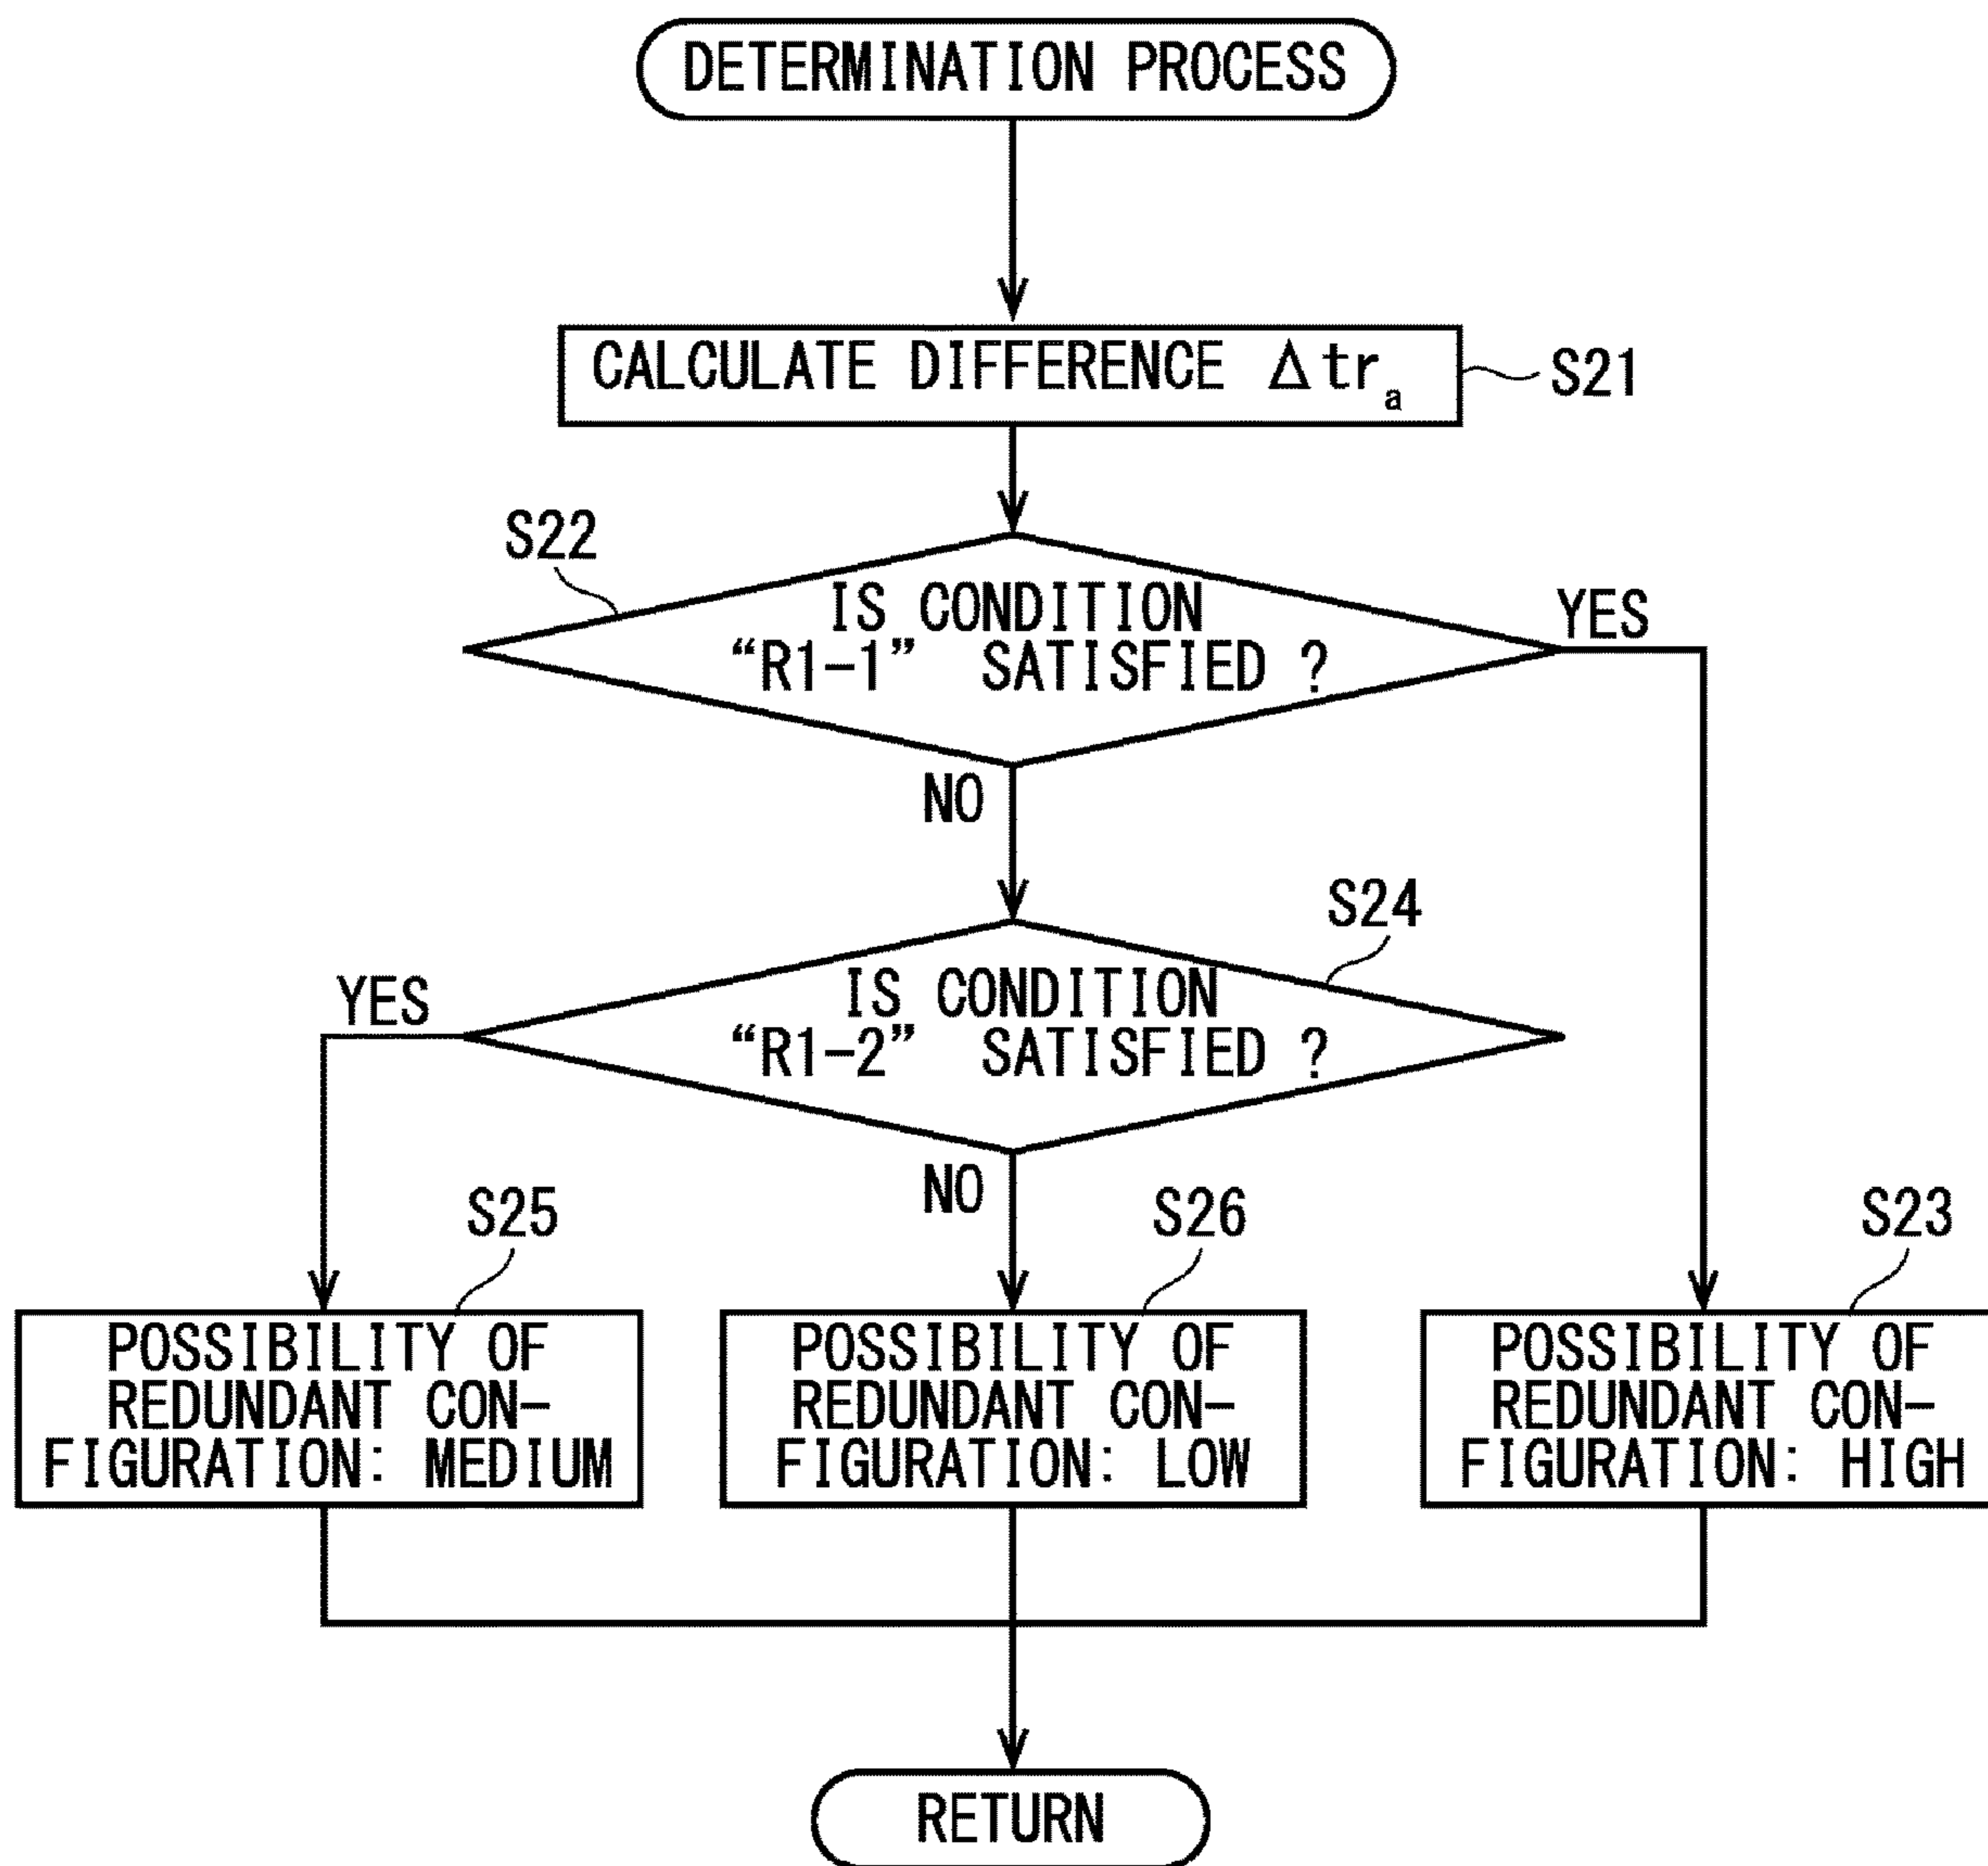 DETERMINATION PROCESS
CALCULATE DIFFERENCE Δtrₐ
S21
S22
IS CONDITION
“R1-1” SATISFIED ?
YES
NO
S24
IS CONDITION
“R1-2” SATISFIED ?
YES
NO
S25
POSSIBILITY OF
REDUNDANT CON-
FIGURATION: MEDIUM
S26
POSSIBILITY OF
REDUNDANT CON-
FIGURATION: LOW
S23
POSSIBILITY OF
REDUNDANT CON-
FIGURATION: HIGH
RETURN